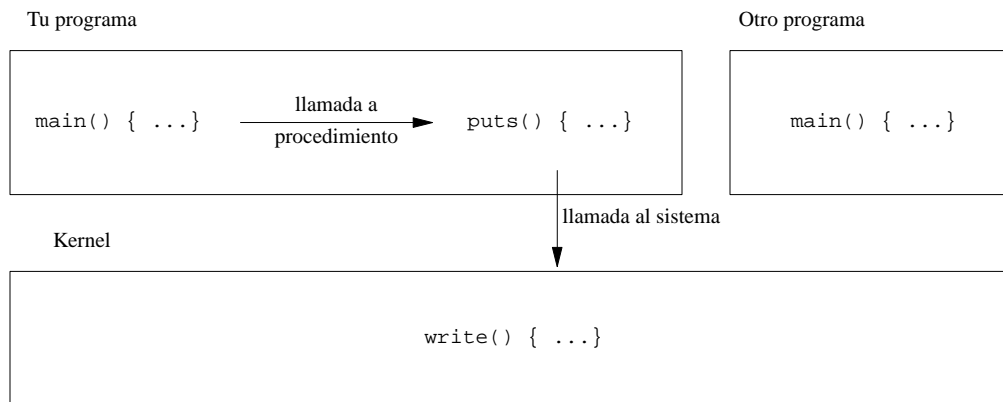 Tu programa
Otro programa
main() { ...}
llamada a
procedimiento
puts() { ...}
main() { ...}
llamada al sistema
Kernel
write() { ...}